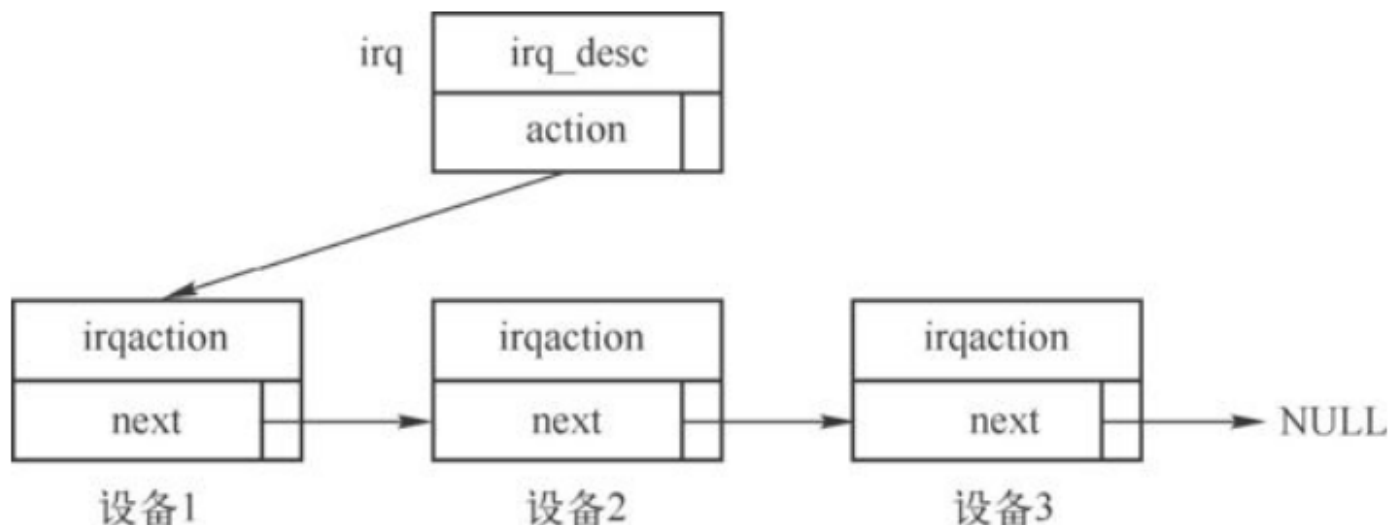 irq irq_desc
action
irqaction irqaction irqaction
next next next NULL
设备1 设备2 设备3